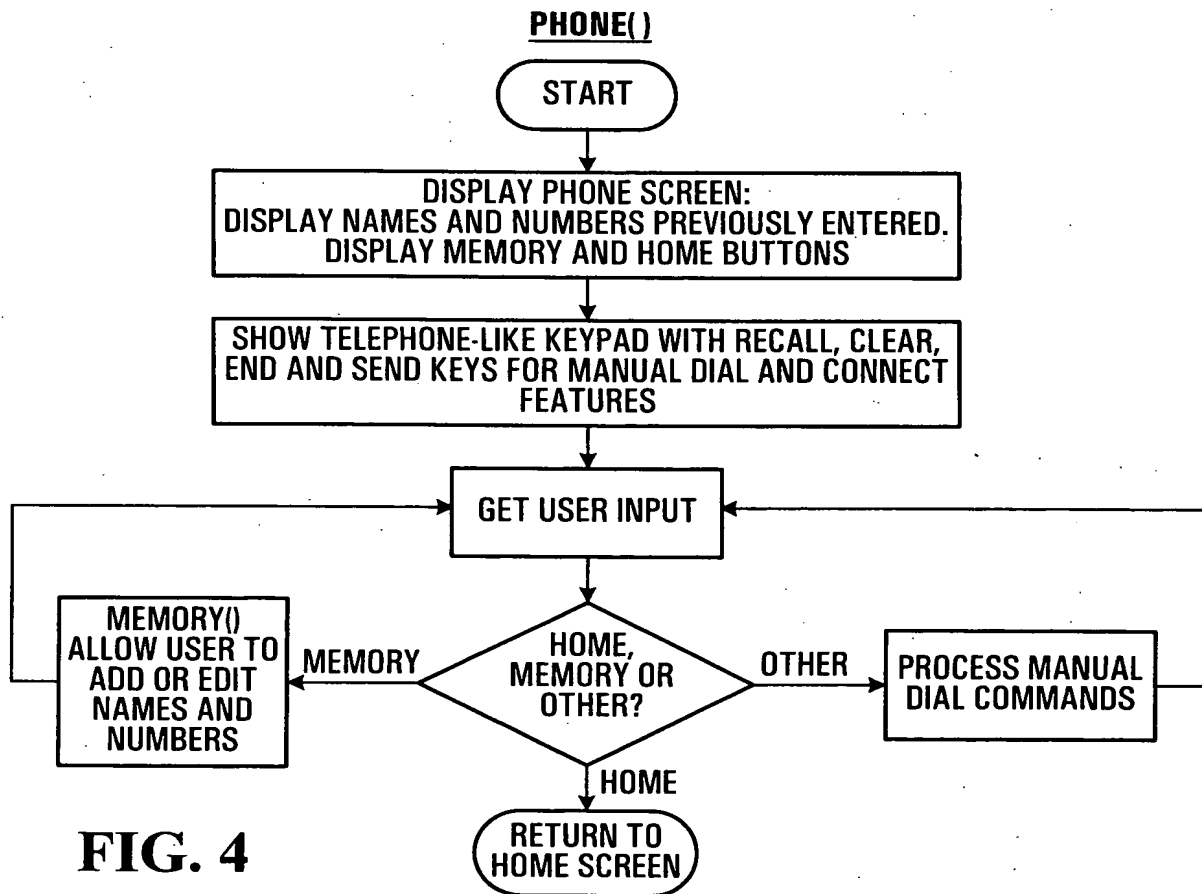 PHONE()
START
DISPLAY PHONE SCREEN:
DISPLAY NAMES AND NUMBERS PREVIOUSLY ENTERED.
DISPLAY MEMORY AND HOME BUTTONS
SHOW TELEPHONE-LIKE KEYPAD WITH RECALL, CLEAR,
END AND SEND KEYS FOR MANUAL DIAL AND CONNECT
FEATURES
GET USER INPUT
MEMORY()
ALLOW USER TO
ADD OR EDIT
NAMES AND
NUMBERS
MEMORY
HOME,
MEMORY OR
OTHER?
OTHER
PROCESS MANUAL
DIAL COMMANDS
HOME
RETURN TO
HOME SCREEN
FIG. 4